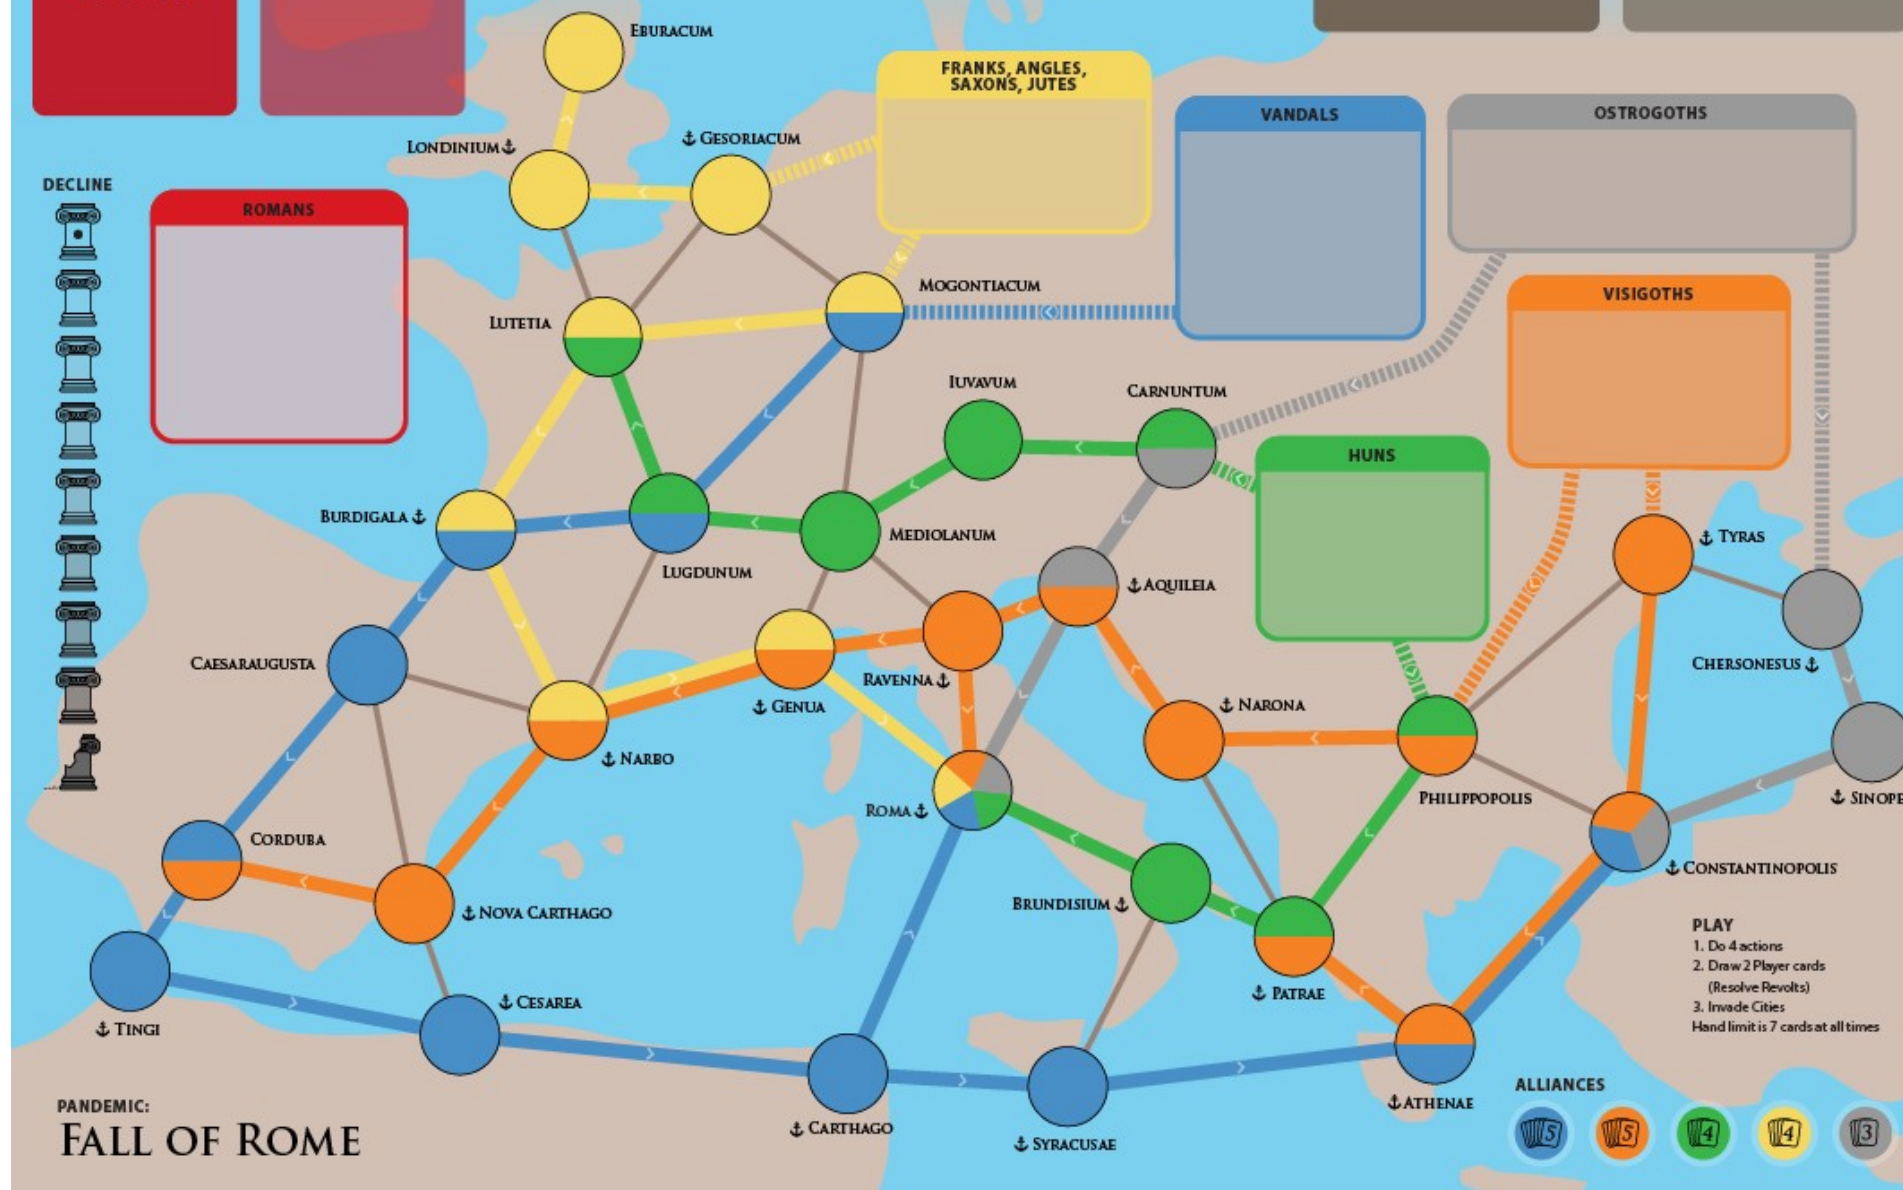 EBURACUM
FRANKS, ANGLES,
SAXONS, JUTES
VANDALS
OSTROGOTHS
LONDINIUM
GESORIACUM
DECLINE
ROMANS
MOGONTIACUM
VISIGOTHS
LUTETIA
IUVAVUM
CARNUNTUM
HUNS
BURDIGALA
MEDIOLANUM
TYRAS
LUGDUNUM
AQUILEIA
CAESARAUGUSTA
RAVENNA
CHERSONESUS
GENUA
NARONA
NARBO
PHILIPPOPOLIS
SINOPE
ROMA
CORDUBA
CONSTANTINOPOLIS
BRUNDISIUM
NOVA CARTHAGO
PLAY
1. Do 4 actions
2. Draw 2 Player cards
(Resolve Revolts)
3. Invade Cities
Hand limit is 7 cards at all times
PATRAE
CESAREA
TINGI
ALLIANCES
ATHENAE
PANDEMIC:
FALL OF ROME
CARTHAGO
SYRACUSAE
5 5 4 4 3